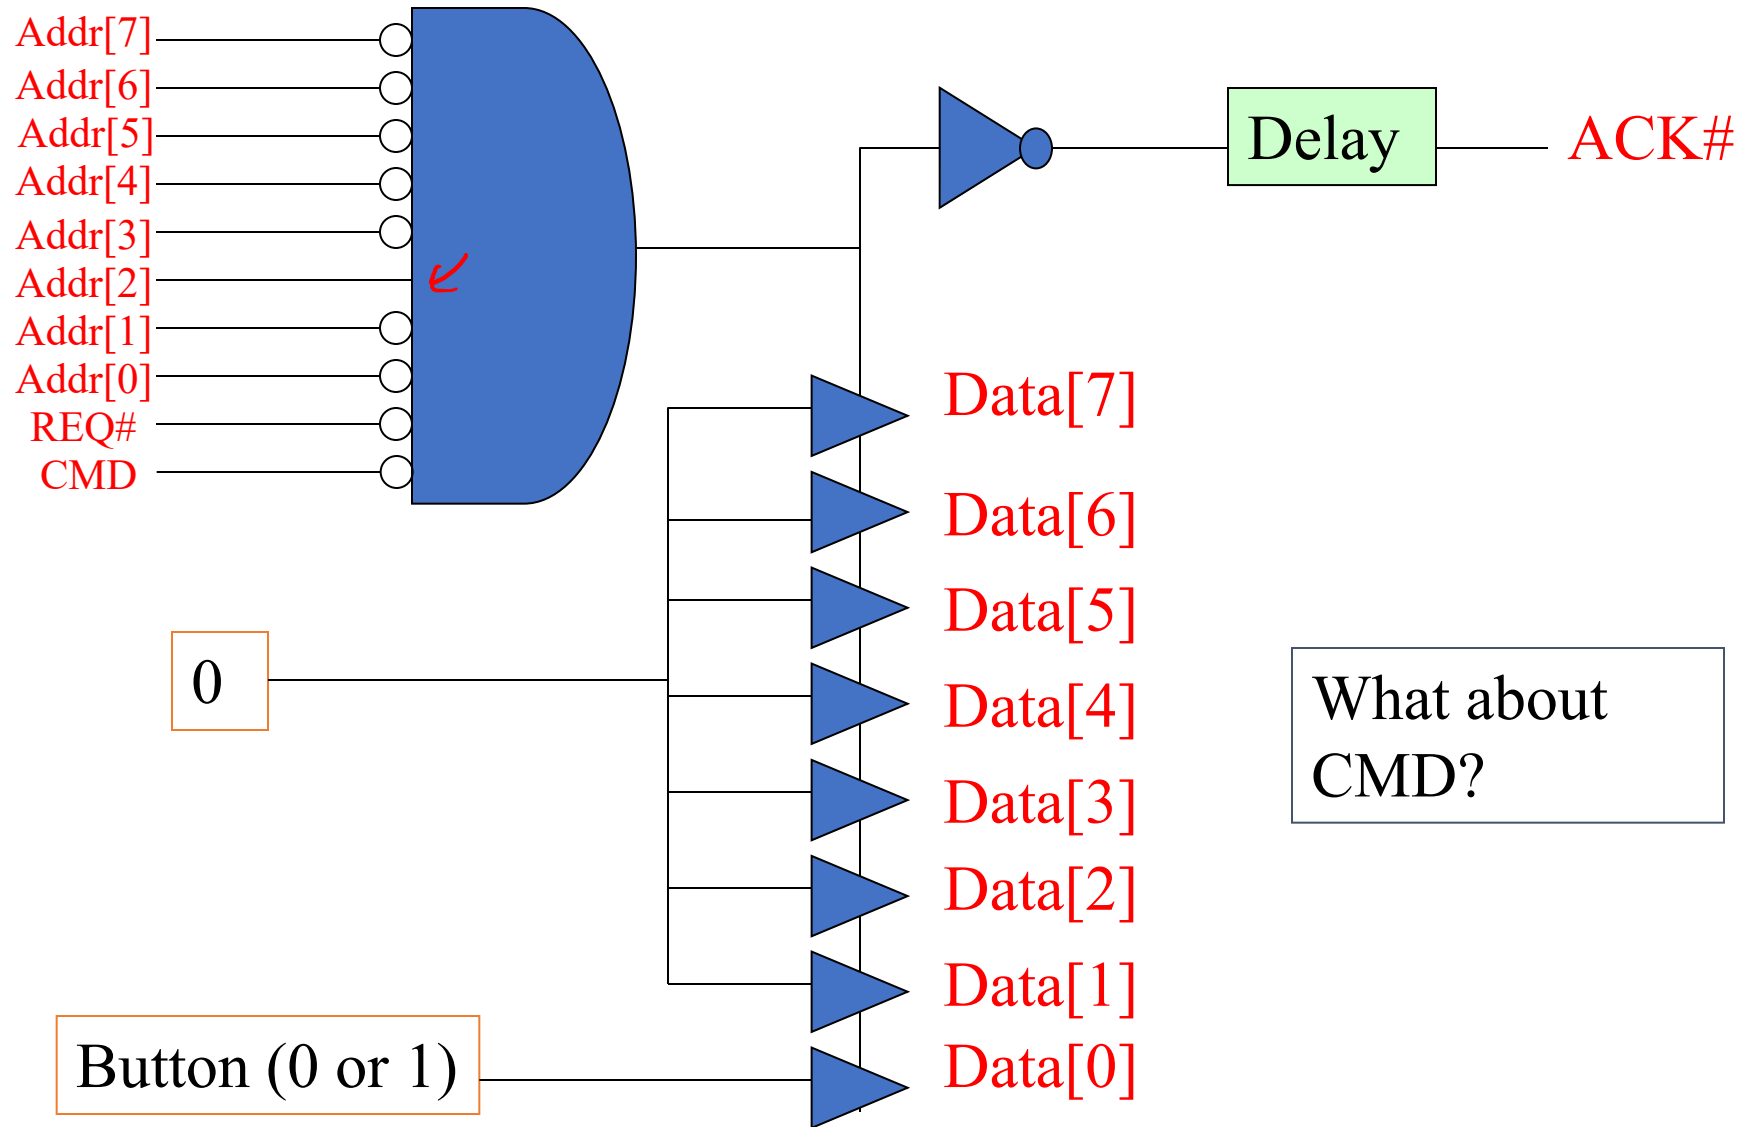 Addr[7]
Addr[6]
Addr[5]
Addr[4]
Addr[3]
Addr[2]
Addr[1]
Addr[0]
REQ#
CMD
Delay
ACK#
Data[7]
Data[6]
Data[5]
Data[4]
Data[3]
Data[2]
Data[1]
Data[0]
0
Button (0 or 1)
What about
CMD?